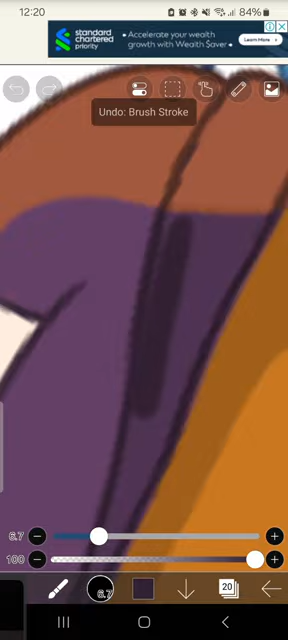 12:20
84%
standard chartered priority
Accelerate your wealth
growth with Wealth $aver
Learn More
Undo: Brush Stroke
6.7
100
6.7
20